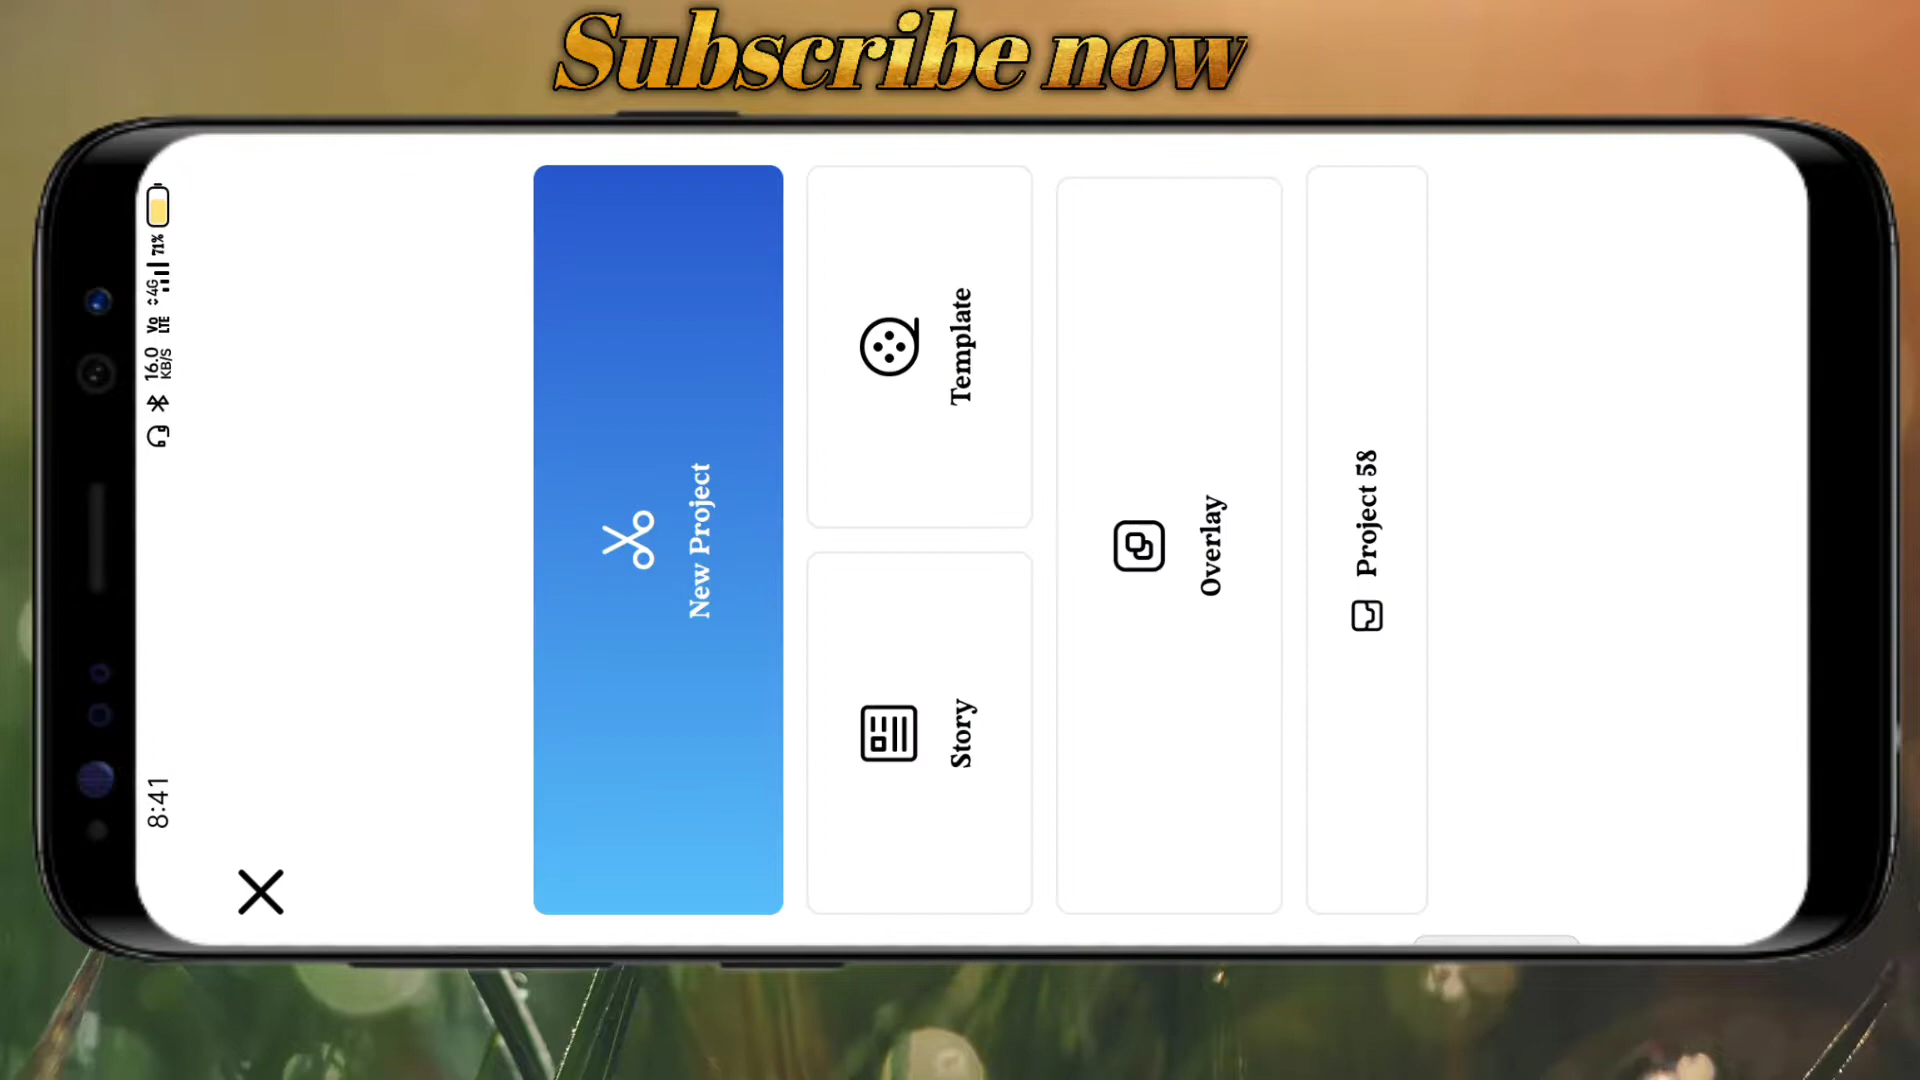 Subscribe now
8:41
16.0
KB/S
Vo
LTE
4G
71%
New Project
Story
Template
Overlay
Project 58